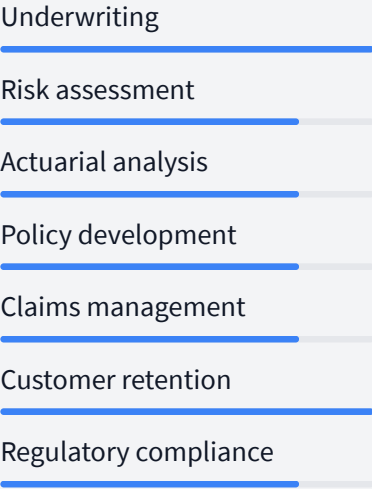 Underwriting
Risk assessment
Actuarial analysis
Policy development
Claims management
Customer retention
Regulatory compliance